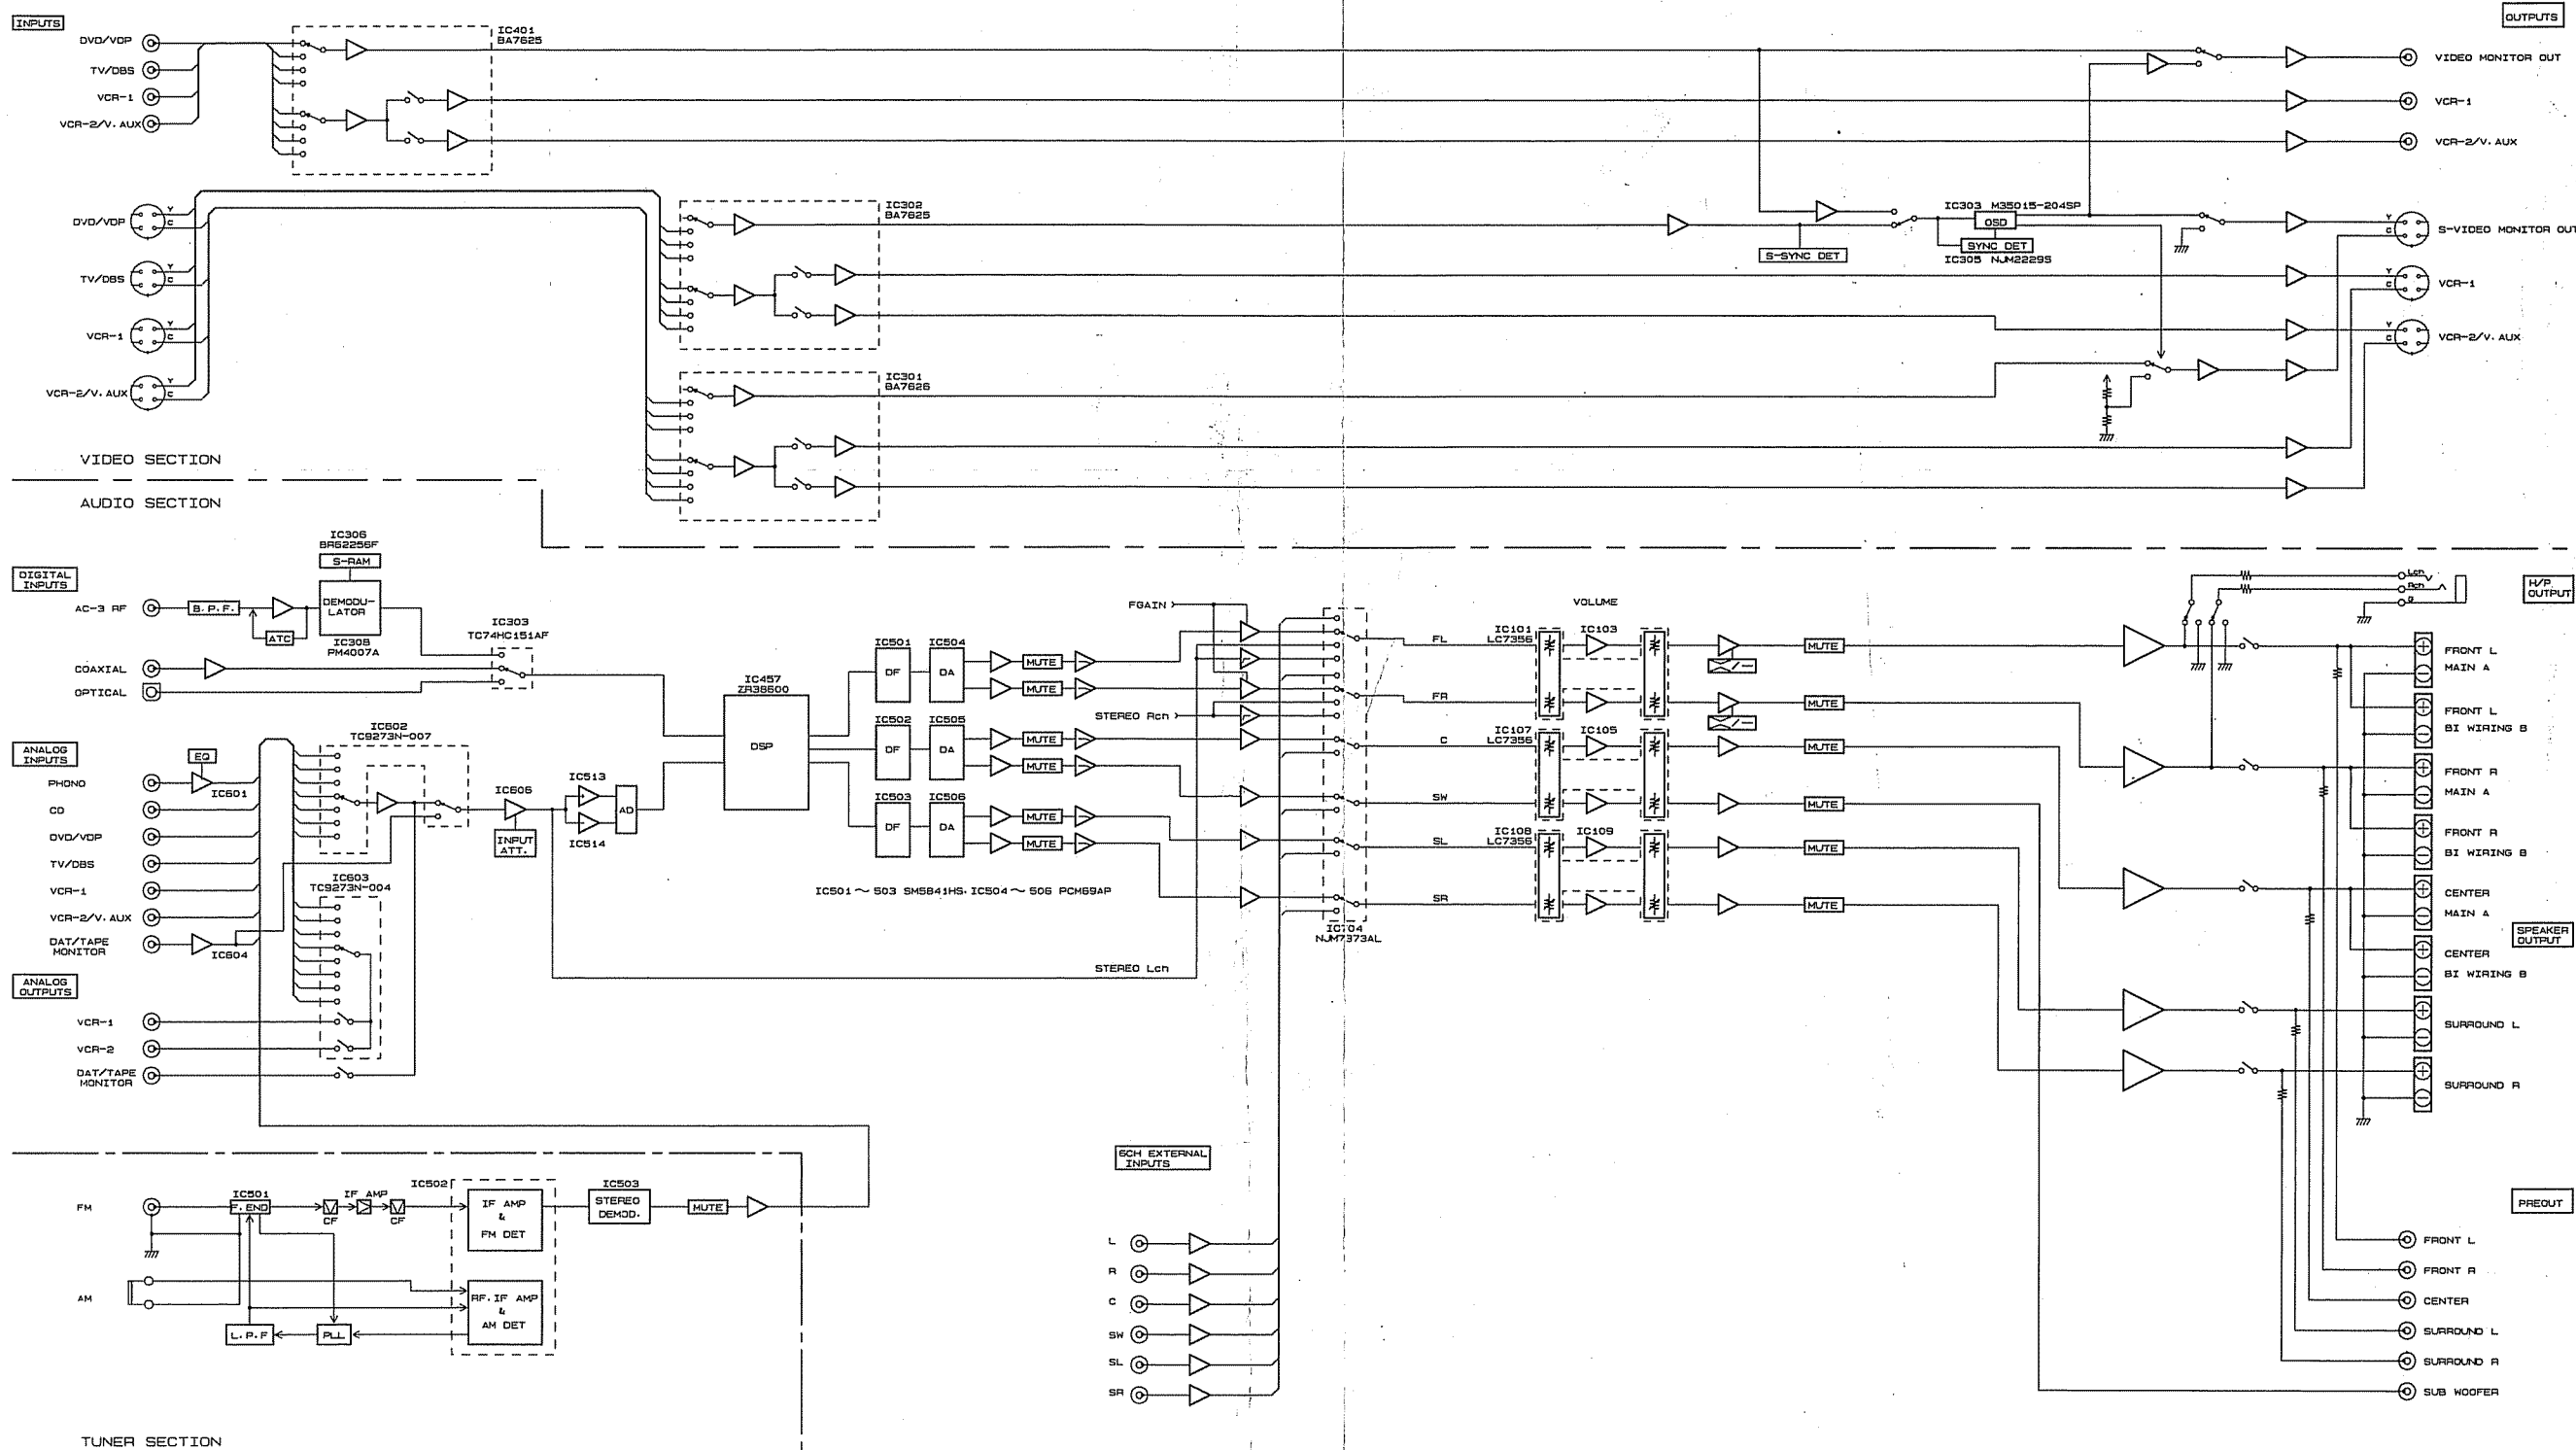 INPUTS
OUTPUTS
DVD/VDP
TV/DBS
VCR-1
VCR-2/V.AUX
IC401
BA7625
VIDEO MONITOR OUT
VCR-1
VCR-2/V.AUX
DVD/VDP
Y
C
TV/DBS
Y
C
VCR-1
Y
C
VCR-2/V.AUX
Y
C
IC302
BA7625
IC301
BA7626
S-SYNC DET
IC303 M35015-204SP
OSD
SYNC DET
IC305 NJM2229S
Y
C
S-VIDEO MONITOR OUT
Y
C
VCR-1
Y
C
VCR-2/V.AUX
VIDEO SECTION
AUDIO SECTION
DIGITAL
INPUTS
AC-3 RF
B.P.F.
ATC
IC306
BR62256F
S-RAM
DEMODU-
LATOR
IC308
PM4007A
COAXIAL
OPTICAL
IC303
TC74HC151AF
ANALOG
INPUTS
PHONO
EQ
IC601
CD
DVD/VDP
TV/DBS
VCR-1
VCR-2/V.AUX
DAT/TAPE
MONITOR
IC604
IC602
TC9273N-007
IC603
TC9273N-004
IC606
INPUT
ATT.
IC513
IC514
AD
IC457
ZR38600
DSP
IC501
DF
IC504
DA
MUTE
MUTE
IC502
DF
IC505
DA
MUTE
MUTE
IC503
DF
IC506
DA
MUTE
MUTE
IC501 ~ 503 SM5841HS. IC504 ~ 506 PCM69AP
FGAIN
STEREO Rch
STEREO Lch
IC704
NJM7373AL
VOLUME
FL
FR
C
SW
SL
SR
IC101
LC7356
IC103
IC107
LC7356
IC105
IC108
LC7356
IC109
MUTE
MUTE
MUTE
MUTE
MUTE
MUTE
Lch
Rch
H/P
OUTPUT
FRONT L
MAIN A
FRONT L
BI WIRING B
FRONT R
MAIN A
FRONT R
BI WIRING B
CENTER
MAIN A
CENTER
BI WIRING B
SURROUND L
SURROUND R
SPEAKER
OUTPUT
ANALOG
OUTPUTS
VCR-1
VCR-2
DAT/TAPE
MONITOR
FM
IC501
F.END
IF AMP
CF
CF
IC502
IF AMP
&
FM DET
IC503
STEREO
DEMOD.
MUTE
AM
RF.IF AMP
&
AM DET
L.P.F
PLL
TUNER SECTION
6CH EXTERNAL
INPUTS
L
R
C
SW
SL
SR
PREOUT
FRONT L
FRONT R
CENTER
SURROUND L
SURROUND R
SUB WOOFER